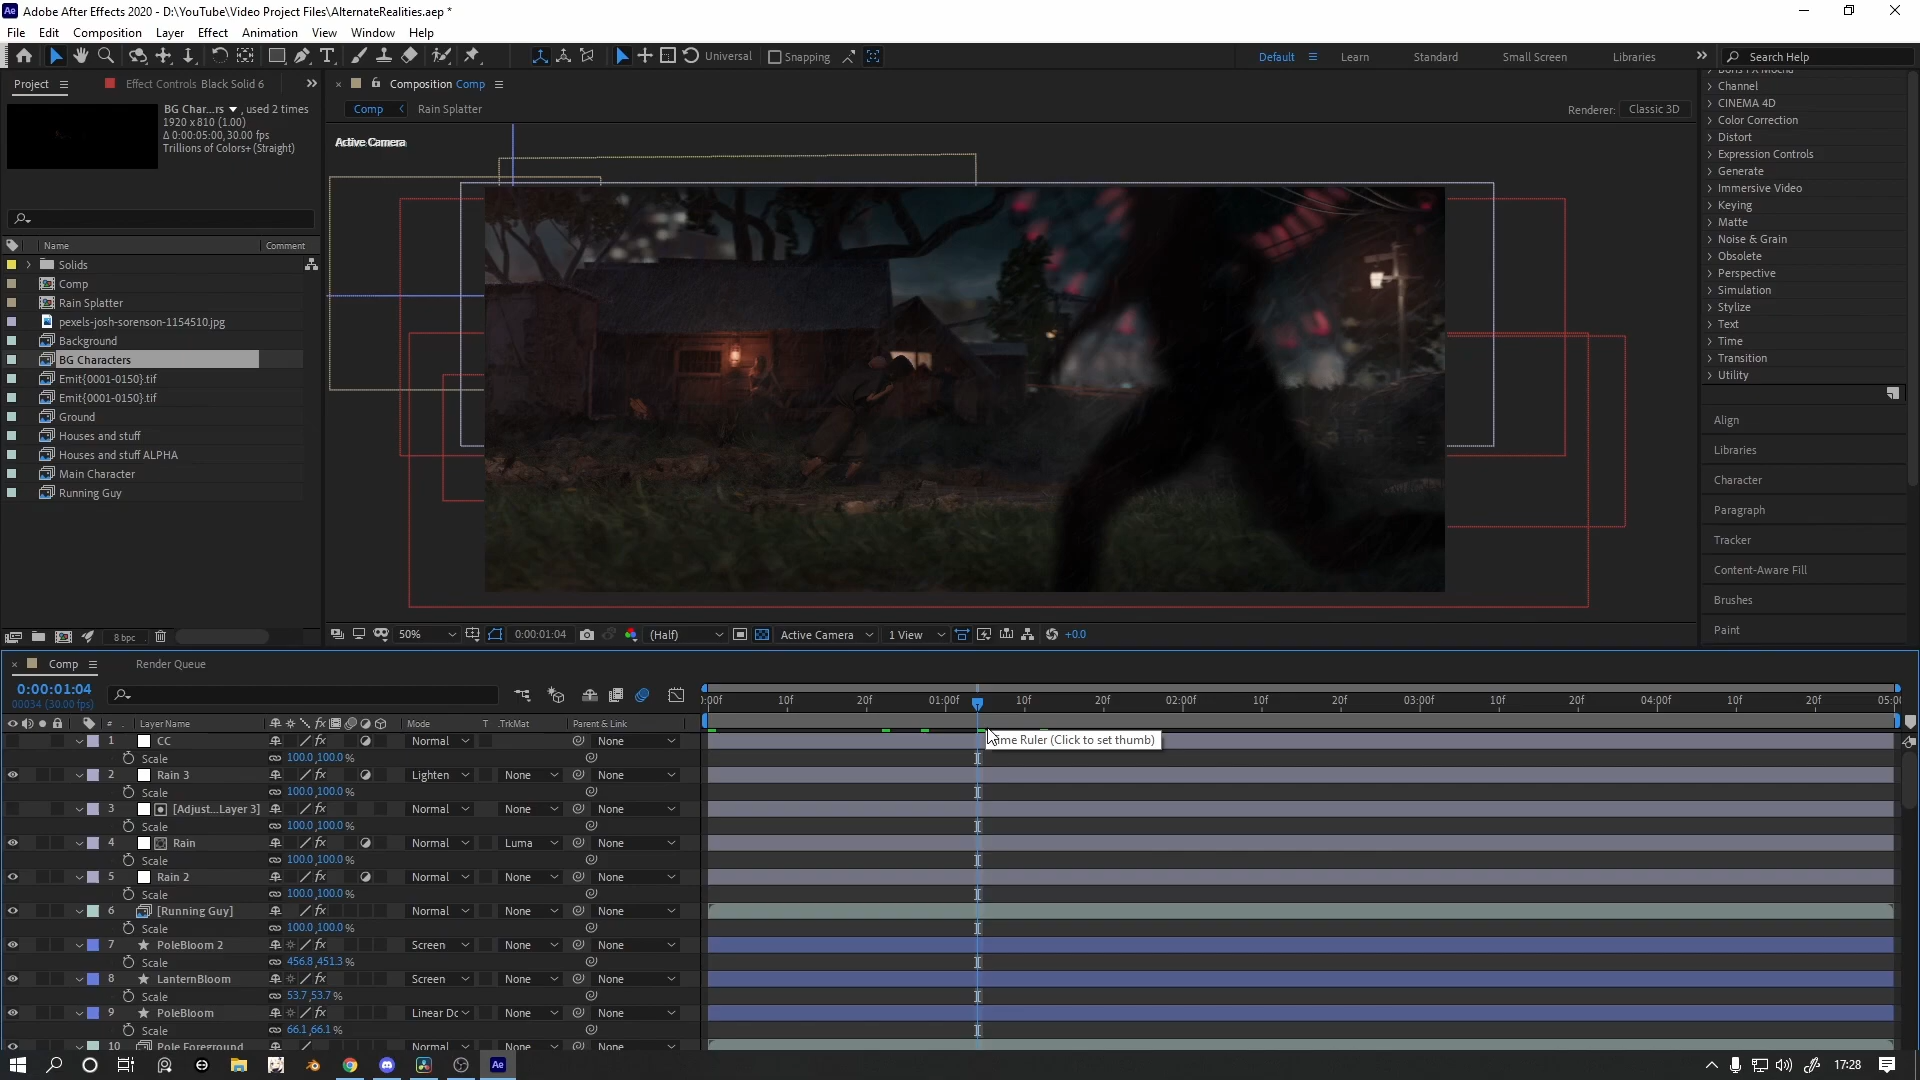 Adobe After Effects 2020 - D:\YouTube\Video Project Files\AlternateRealities.aep *
File Edit Composition Layer Effect Animation View Window Help
Universal Snapping Default Learn Standard Small Screen Libraries Search Help
Project Effect Controls Black Solid 6
BG Char...rs ▼ , used 2 times
1920 x 810 (1.00)
Δ 0:00:05:00, 30.00 fps
Trillions of Colors+ (Straight)
Name Comment
Solids
Comp
Rain Splatter
pexels-josh-sorenson-1154510.jpg
Background
BG Characters
Emit{0001-0150}.tif
Emit{0001-0150}.tif
Ground
Houses and stuff
Houses and stuff ALPHA
Main Character
Running Guy
8 bpc
Composition Comp
Comp Rain Splatter
Renderer: Classic 3D
Active Camera
50% 0:00:01:04 (Half) Active Camera 1 View +0.0
Channel
CINEMA 4D
Color Correction
Distort
Expression Controls
Generate
Immersive Video
Keying
Matte
Noise & Grain
Obsolete
Perspective
Simulation
Stylize
Text
Time
Transition
Utility
Align
Libraries
Character
Paragraph
Tracker
Content-Aware Fill
Brushes
Paint
Comp Render Queue
0:00:01:04
00034 (30.00 fps)
:00f 10f 20f 01:00f 10f 20f 02:00f 10f 20f 03:00f 10f 20f 04:00f 10f 20f 05:00
# Layer Name Mode T .TrkMat Parent & Link
1 CC Normal None
Scale 100.0,100.0%
2 Rain 3 Lighten None None
Scale 100.0,100.0%
3 [Adjust...Layer 3] Normal None None
Scale 100.0,100.0%
4 Rain Normal Luma None
Scale 100.0,100.0%
5 Rain 2 Normal None None
Scale 100.0,100.0%
6 [Running Guy] Normal None None
Scale 100.0,100.0%
7 PoleBloom 2 Screen None None
Scale 456.8,451.3%
8 LanternBloom Screen None None
Scale 53.7,53.7%
9 PoleBloom Linear Dc None None
Scale 66.1,66.1%
10 Pole Foreground Normal None None
me Ruler (Click to set thumb)
Ae
17:28